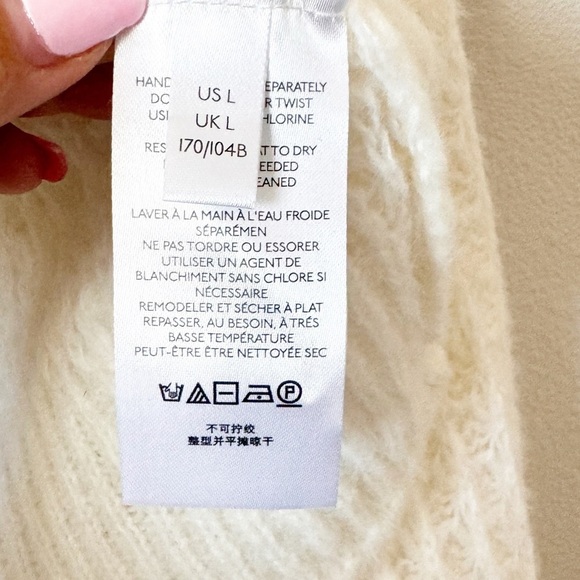 US L
UK L
170/104B
HAND EPARATELY
DO R TWIST
USE HLORINE
RES AT TO DRY
EEDED
EANED
LAVER À LA MAIN À L'EAU FROIDE
SÉPARÉMEN
NE PAS TORDRE OU ESSORER
UTILISER UN AGENT DE
BLANCHIMENT SANS CHLORE SI
NÉCESSAIRE
REMODELER ET SÉCHER À PLAT
REPASSER, AU BESOIN, À TRÉS
BASSE TEMPÉRATURE
PEUT-ÊTRE ÊTRE NETTOYÉE SEC
P
不可拧绞
整型并平摊晾干